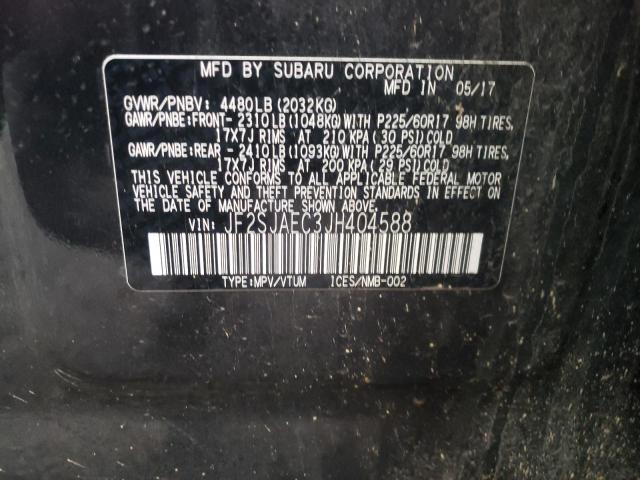 MFD BY SUBARU CORPORATION
MFD IN 05/17
GVWR/PNBV: 4480LB(2032KG)
GAWR/PNBE:FRONT- 2310LB(1048KG)WITH P225/60R17 98H TIRES,
17X7J RIMS AT 210 KPA(30 PSI)COLD
GAWR/PNBE:REAR - 2410LB(1093KG)WITH P225/60R17 98H TIRES,
17X7J RIMS AT 200 KPA(29 PSI)COLD
THIS VEHICLE CONFORMS TO ALL APPLICABLE FEDERAL MOTOR
VEHICLE SAFETY AND THEFT PREVENTION STANDARDS IN EFFECT
ON THE DATE OF MANUFACTURE SHOWN ABOVE.
VIN: JF2SJAEC3JH404588
TYPE:MPV/VTUM ICES/NMB-002